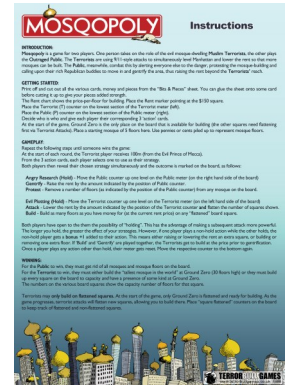 MOSQOPOLY
Instructions
INTRODUCTION:
Mosqopoly is a game for two players. One person takes on the role of the evil mosque-dwelling Muslim Terrorists, the other plays
the Outraged Public. The Terrorists are using 9/11-style attacks to simultaneously level Manhattan and lower the rent so that more
mosques can be built. The Public, meanwhile, combat this by alerting everyone else to the danger, protesting the mosque-building and
calling upon their rich Republican buddies to move in and gentrify the area, thus raising the rent beyond the Terrorists' reach.
GETTING STARTED:
Print off and cut out all the various cards, money and pieces from the "Bits & Pieces" sheet. You can glue the sheet onto some card
before cutting it up to give your pieces added strength.
The Rent chart shows the price-per-floor for building. Place the Rent marker pointing at the $150 square.
Place the Terrorist (T) counter on the lowest section of the Terrorist meter (left).
Place the Public (P) counter on the lowest section of the Public meter (right).
Decide who is who and give each player their corresponding 3 'action' cards.
At the start of the game, Ground Zero is the only place on the board that is available for building (the other squares need flattening
first via Terrorist Attacks). Place a starting mosque of 5 floors here. Use pennies or cents piled up to represent mosque floors.
GAMEPLAY:
Repeat the following steps until someone wins the game:
At the start of each round, the Terrorist player receives
From the 3 action cards, each player selects one to use as their strategy.
Both players then reveal their chosen strategy simultaneously and the outcome is marked on the board, as follows:
Angry Research (Hold) - Move the Public counter up one level on the Public meter (on the right hand side of the board)
Gentrify - Raise the rent by the amount indicated by the position of Public counter.
Protest - Remove a number of floors (as indicated by the position of the Public counter) from any mosque on the board.
Evil Plotting (Hold) - Move the Terrorist counter up one level on the Terrorist meter (on the left hand side of the board)
Attack - Lower the rent by the amount indicated by the position of the Terrorist counter and flatten the number of squares shown.
Build - Build as many floors as you have money for (at the current rent price) on any "flattened" board square.
Both players have to open them the possibility of "holding". This has the advantage of making a subsequent attack more powerful.
The longer you hold, the greater the effect of your strategies. However, if one player plays a non-hold action while the other holds,
the non-hold player gets a bonus of added to their action. This means either raising or lowering the rent an extra square, or building or
removing one extra floor. If 'Build' and 'Gentrify' are played together, the Terrorists get to build at the price prior to gentrification.
Once a player plays any action other than hold, their meter gets reset. Move the respective counter to the bottom again.
WINNING:
For the Public to win, they must get rid of all mosques and mosque floors on the board.
For the Terrorists to win, they must either build the "tallest mosque in the world" at Ground Zero (30 floors high) or they must build
up every square on the board to capacity and have a presence of some kind at Ground Zero.
The numbers on the various board squares show the capacity number of floors for that square.
Terrorists may only build on flattened squares. At the start of the game, only Ground Zero is flattened and ready for building. As the
game progresses, terrorist attacks will flatten more squares, allowing you to build there. Place "square flattened" counters on the board
to keep track of flattened and non-flattened squares.
GAMES